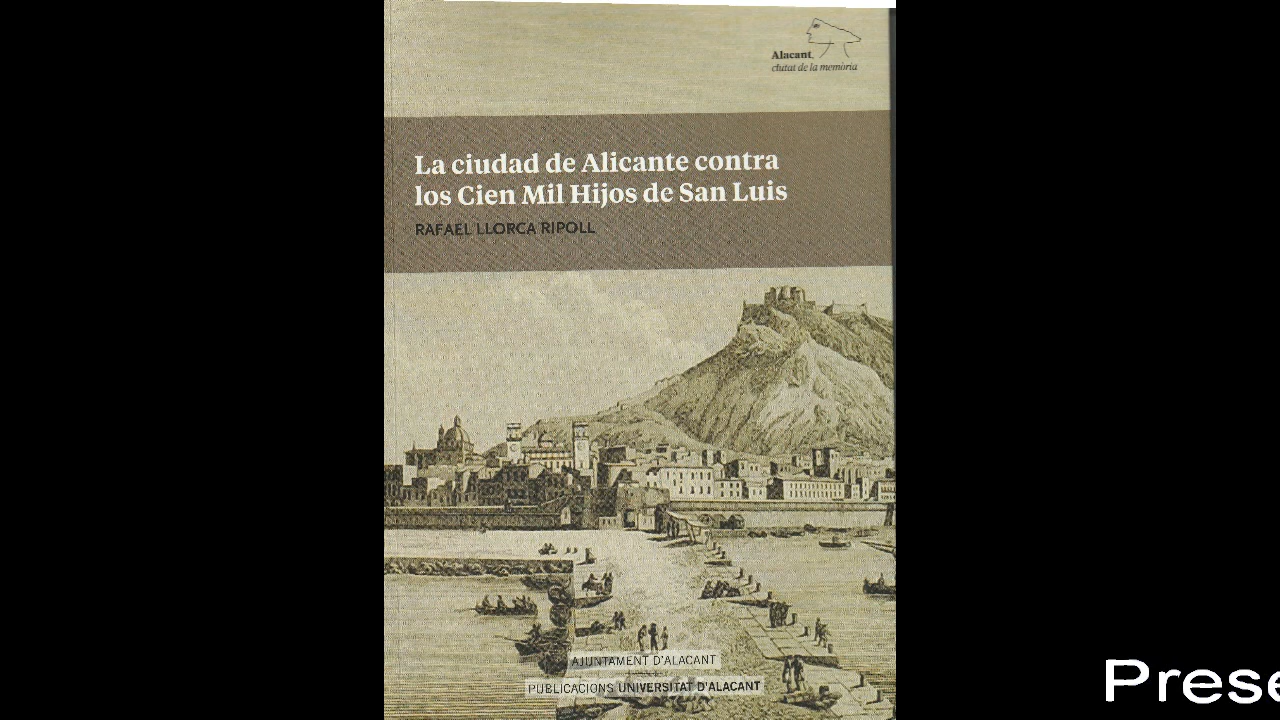 Alacant
ciutat de la memòria
La ciudad de Alicante contra
los Cien Mil Hijos de San Luis
RAFAEL LLORCA RIPOLL
AJUNTAMENT D'ALACANT
PUBLICACIONS UNIVERSITAT D'ALACANT
Prese